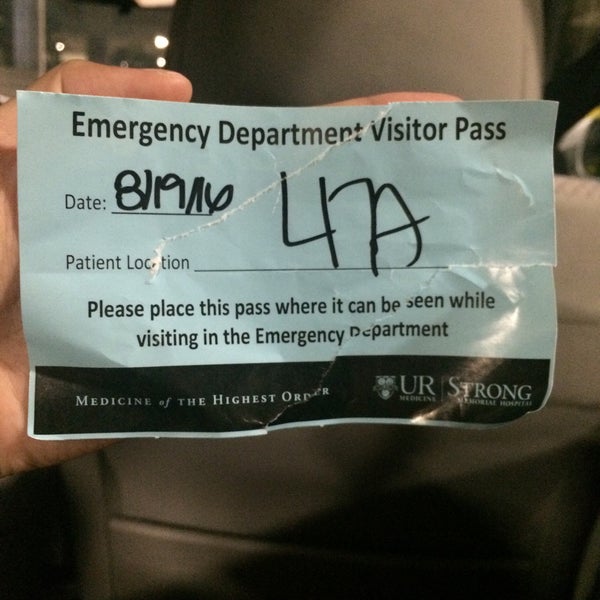 Emergency Department Visitor Pass
Date: 8/19/16 47A
Patient Location
Please place this pass where it can be seen while
visiting in the Emergency Department
MEDICINE of THE HIGHEST ORDER
UR MEDICINE STRONG MEMORIAL HOSPITAL